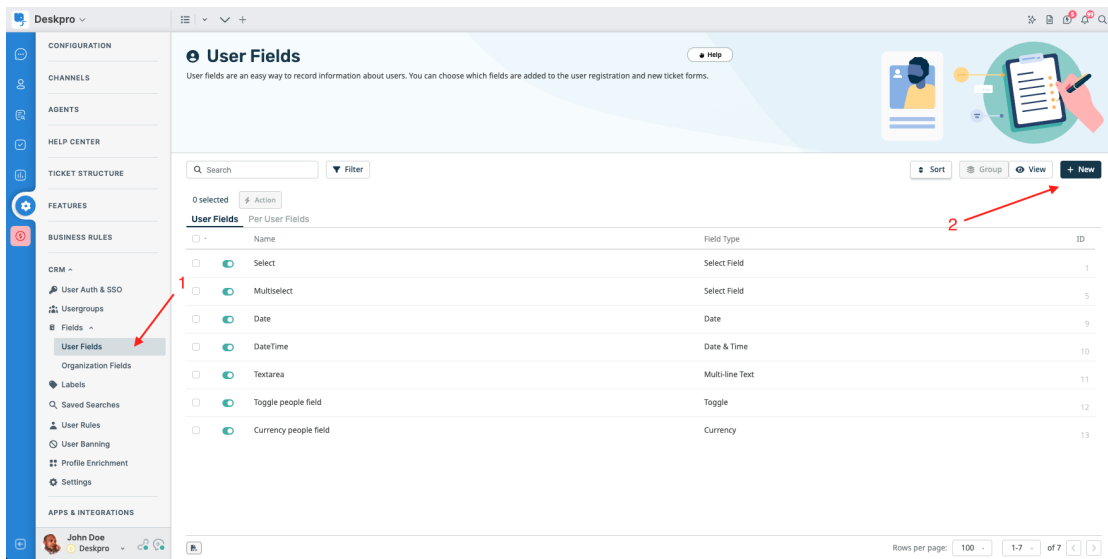 Deskpro
5
99
CONFIGURATION
CHANNELS
AGENTS
HELP CENTER
TICKET STRUCTURE
FEATURES
BUSINESS RULES
CRM
User Auth & SSO
Usergroups
Fields
User Fields
Organization Fields
Labels
Saved Searches
User Rules
User Banning
Profile Enrichment
Settings
APPS & INTEGRATIONS
John Doe
Deskpro
User Fields
Help
User fields are an easy way to record information about users. You can choose which fields are added to the user registration and new ticket forms.
Search
Filter
Sort
Group
View
+ New
0 selected
Action
User Fields Per User Fields
Name Field Type ID
Select Select Field 1
Multiselect Select Field 5
Date Date 9
DateTime Date & Time 10
Textarea Multi-line Text 11
Toggle people field Toggle 12
Currency people field Currency 13
1
2
Rows per page: 100 1-7 of 7